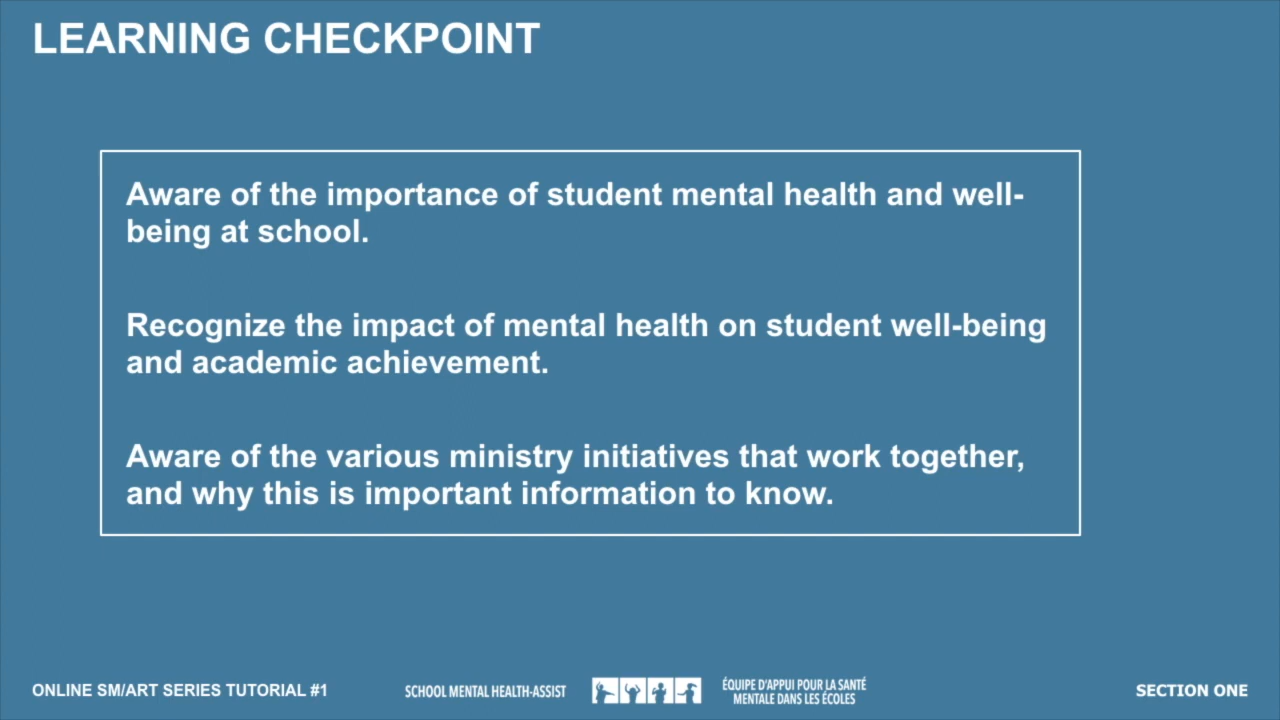 LEARNING CHECKPOINT
Aware of the importance of student mental health and well-
being at school.
Recognize the impact of mental health on student well-being
and academic achievement.
Aware of the various ministry initiatives that work together,
and why this is important information to know.
ONLINE SM/ART SERIES TUTORIAL #1
SCHOOL MENTAL HEALTH-ASSIST
ÉQUIPE D'APPUI POUR LA SANTÉ
MENTALE DANS LES ÉCOLES
SECTION ONE